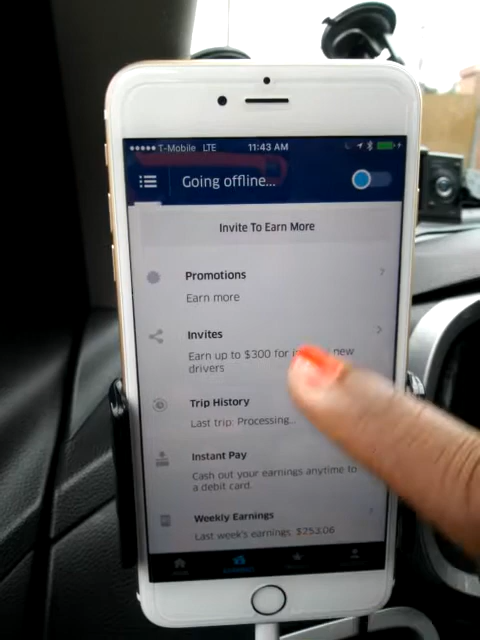 T-Mobile LTE 11:43 AM
Going offline...
Invite To Earn More
Promotions
Earn more
Invites
Earn up to $300 for new
drivers
Trip History
Last trip: Processing...
Instant Pay
Cash out your earnings anytime to
a debit card.
Weekly Earnings
Last week's earnings: $253.06